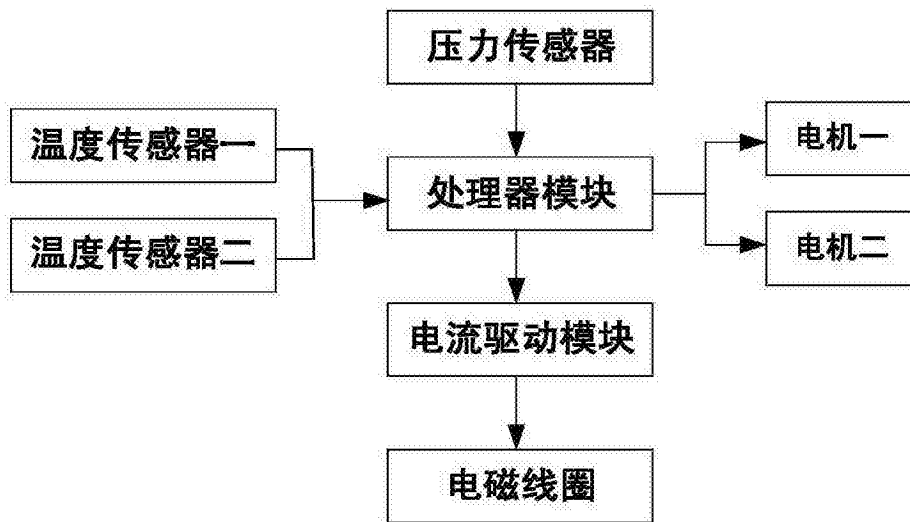 压力传感器
温度传感器一
电机一
处理器模块
温度传感器二
电机二
电流驱动模块
电磁线圈